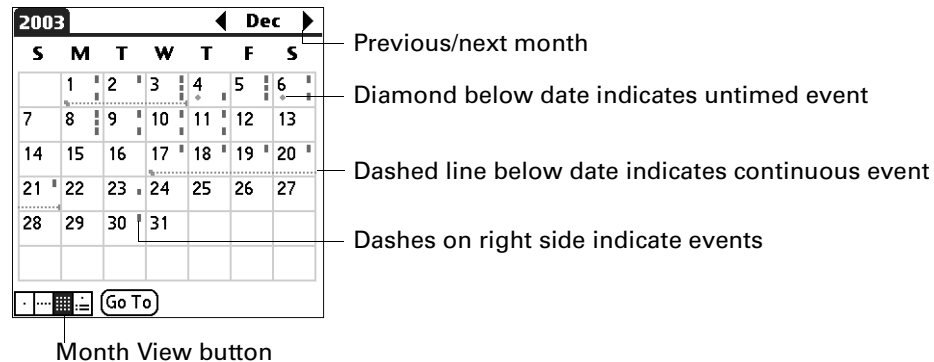 2003 Dec
S M T W T F S
1 2 3 4 5 6
7 8 9 10 11 12 13
14 15 16 17 18 19 20
21 22 23 24 25 26 27
28 29 30 31
Go To
Previous/next month
Diamond below date indicates untimed event
Dashed line below date indicates continuous event
Dashes on right side indicate events
Month View button